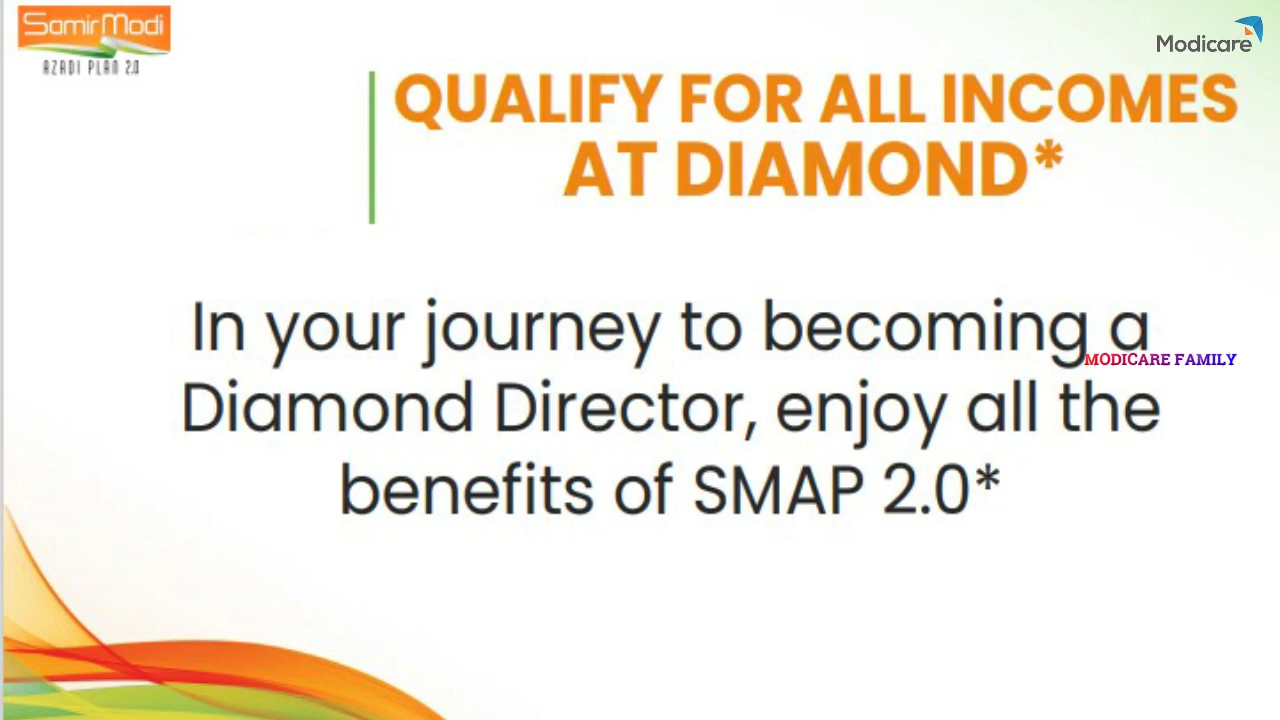 SamirModi
AZADI PLAN 2.0
Modicare
QUALIFY FOR ALL INCOMES
AT DIAMOND*
In your journey to becoming a
MODICARE FAMILY
Diamond Director, enjoy all the
benefits of SMAP 2.0*